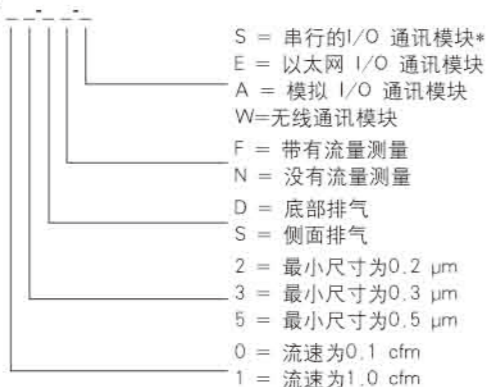 S = 串行的I/O 通讯模块*
E = 以太网 I/O 通讯模块
A = 模拟 I/O 通讯模块
W=无线通讯模块
F = 带有流量测量
N = 没有流量测量
D = 底部排气
S = 侧面排气
2 = 最小尺寸为0.2 μm
3 = 最小尺寸为0.3 μm
5 = 最小尺寸为0.5 μm
0 = 流速为0.1 cfm
1 = 流速为1.0 cfm